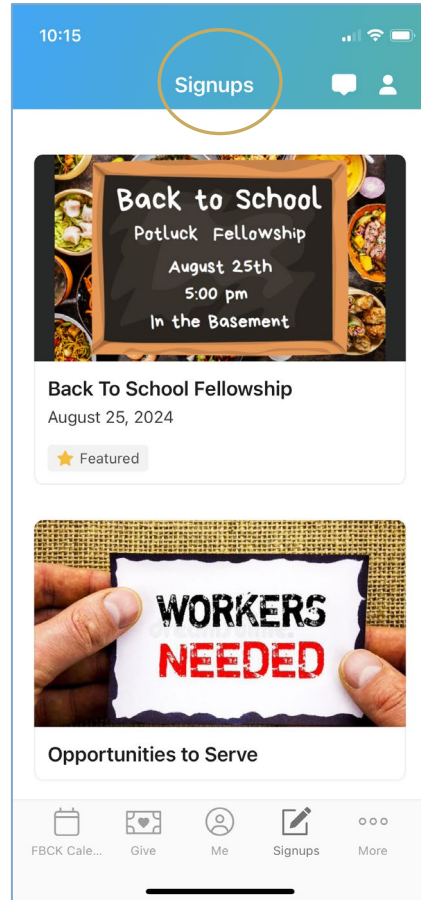 10:15
Signups
Back to School
Potluck Fellowship
August 25th
5:00 pm
In the Basement
Back To School Fellowship
August 25, 2024
Featured
WORKERS
NEEDED
Opportunities to Serve
FBCK Cale...
Give
Me
Signups
More